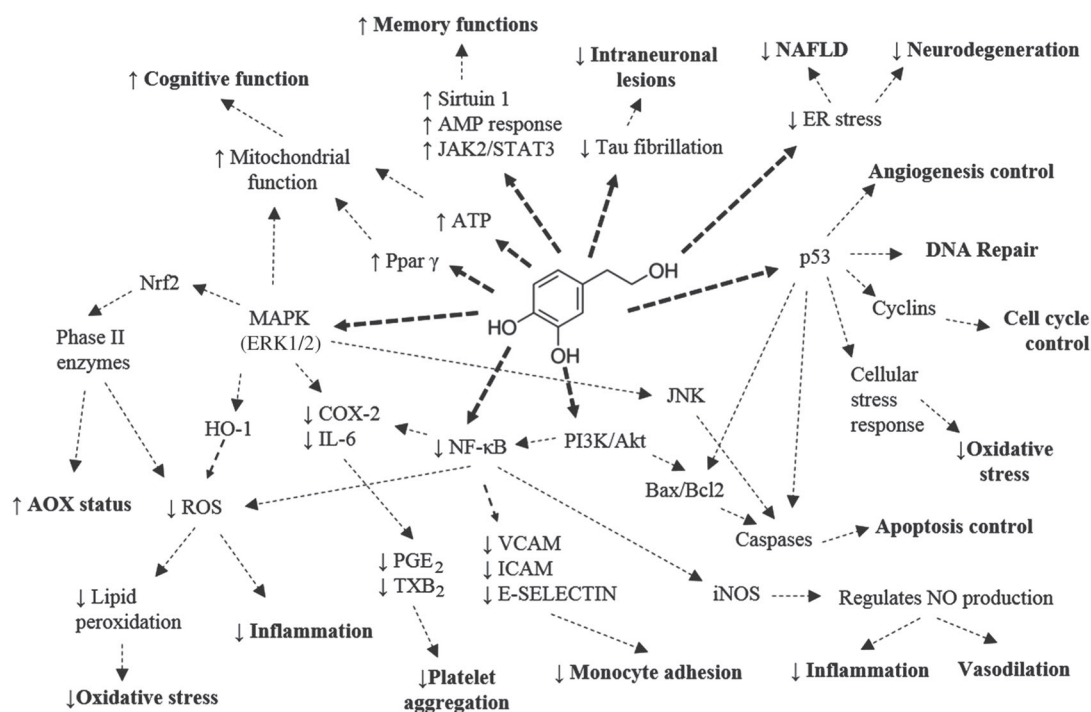 ↑ Memory functions
↓ Intraneuronal
lesions
↓ NAFLD
↓ Neurodegeneration
↑ Cognitive function
↑ Sirtuin 1
↑ AMP response
↑ JAK2/STAT3
↓ Tau fibrillation
↓ ER stress
↑ Mitochondrial
function
Angiogenesis control
↑ ATP
↑ Ppar γ
OH
HO
OH
p53
DNA Repair
Nrf2
Cyclins
Phase II
enzymes
MAPK
(ERK1/2)
Cell cycle
control
JNK
Cellular
stress
response
HO-1
↓ COX-2
↓ IL-6
↓ NF-κB
PI3K/Akt
↓Oxidative
stress
Bax/Bcl2
↑ AOX status
↓ ROS
Caspases
Apoptosis control
↓ PGE₂
↓ TXB₂
↓ VCAM
↓ ICAM
↓ E-SELECTIN
iNOS
Regulates NO production
↓ Lipid
peroxidation
↓ Inflammation
↓Oxidative stress
↓Platelet
aggregation
↓ Monocyte adhesion
↓ Inflammation
Vasodilation